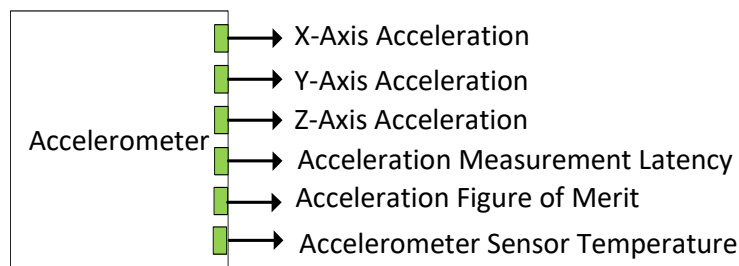 X-Axis Acceleration
Y-Axis Acceleration
Z-Axis Acceleration
Accelerometer
Acceleration Measurement Latency
Acceleration Figure of Merit
Accelerometer Sensor Temperature